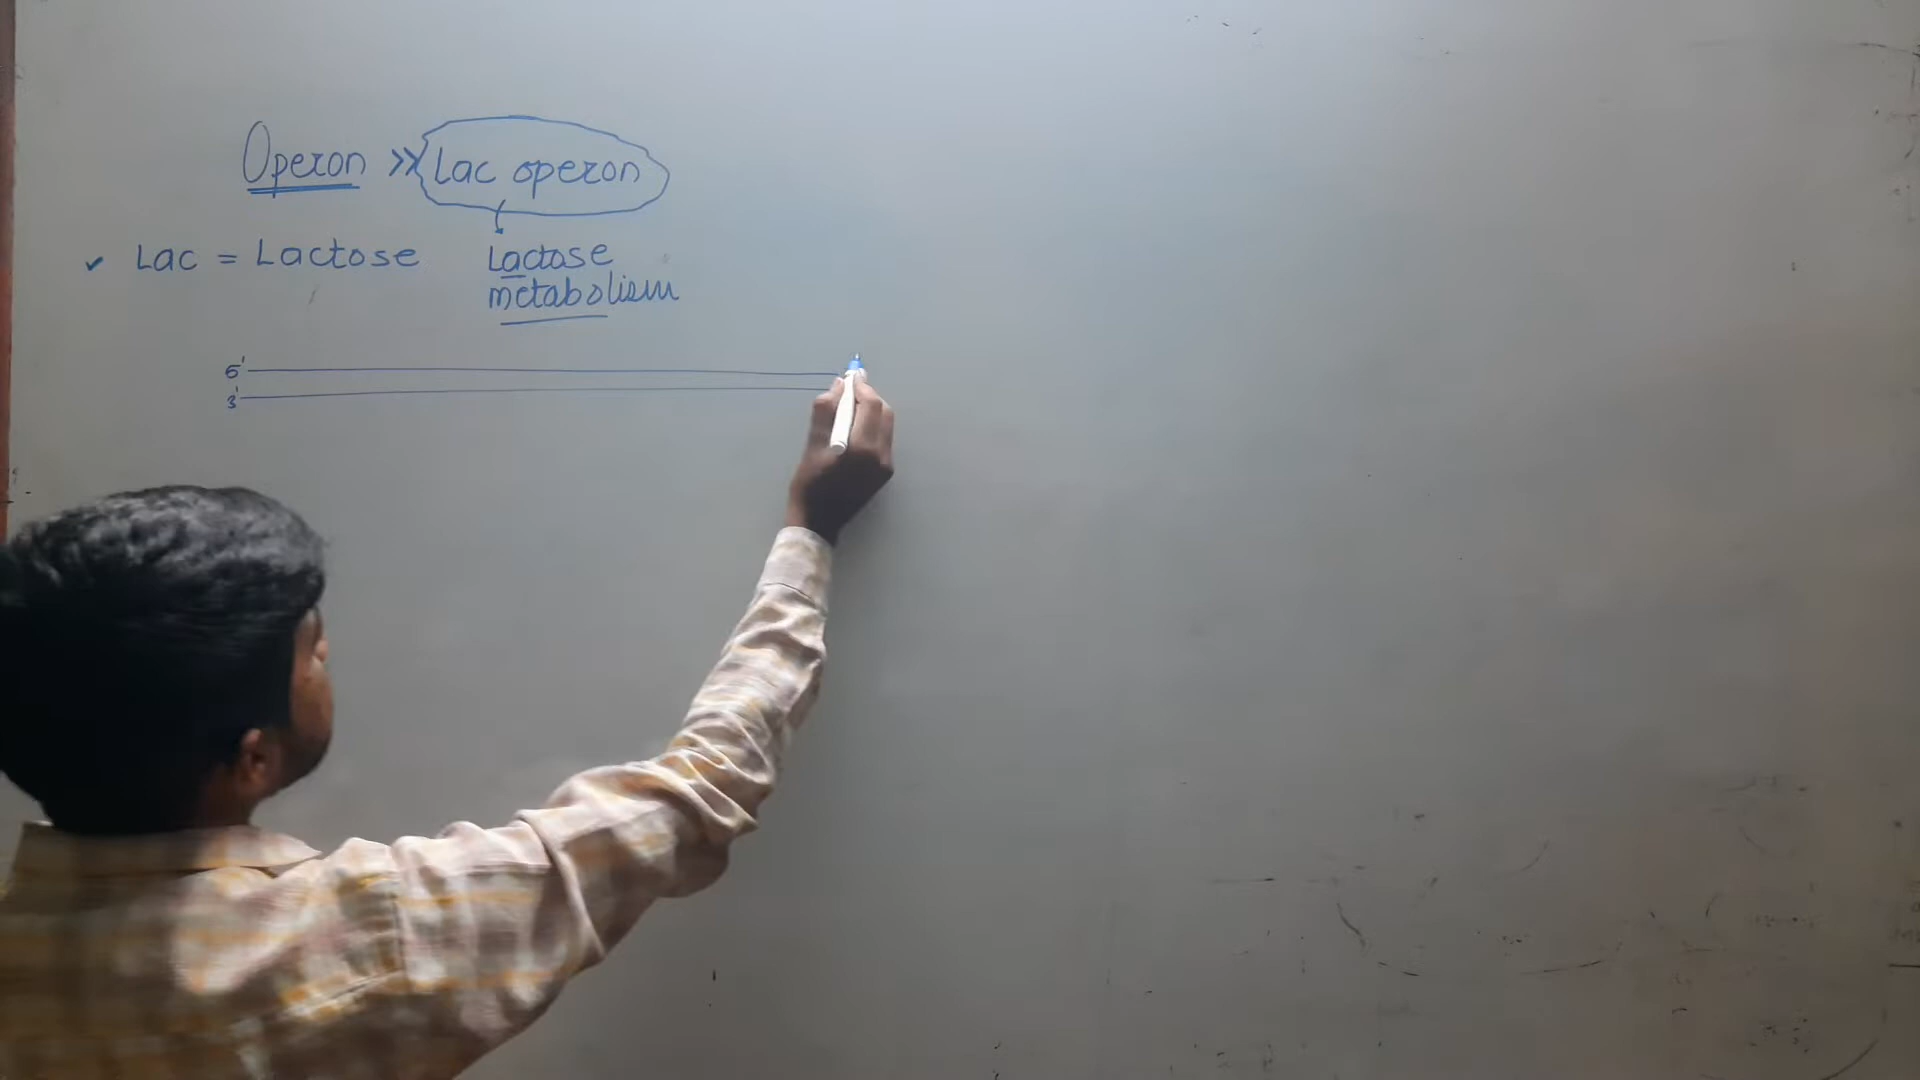 Operon >> Lac operon
✓ Lac = Lactose
Lactose
metabolism
5'
3'